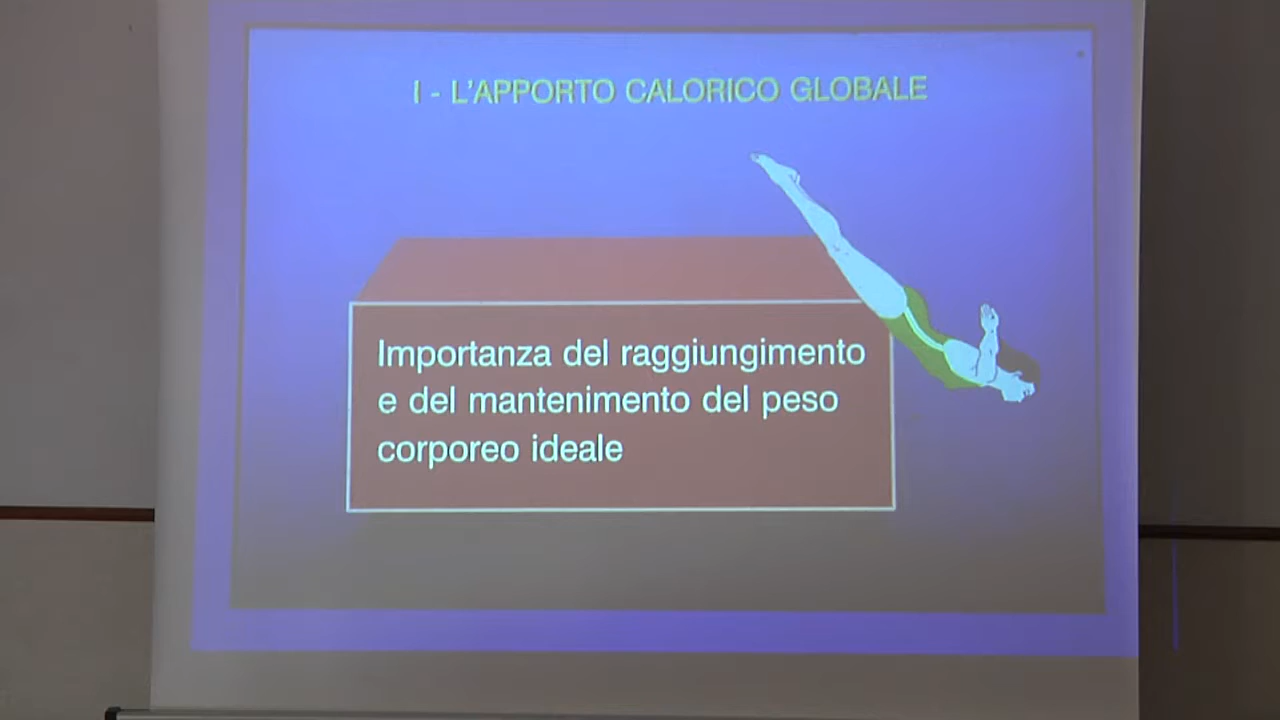 I - L'APPORTO CALORICO GLOBALE
Importanza del raggiungimento
e del mantenimento del peso
corporeo ideale